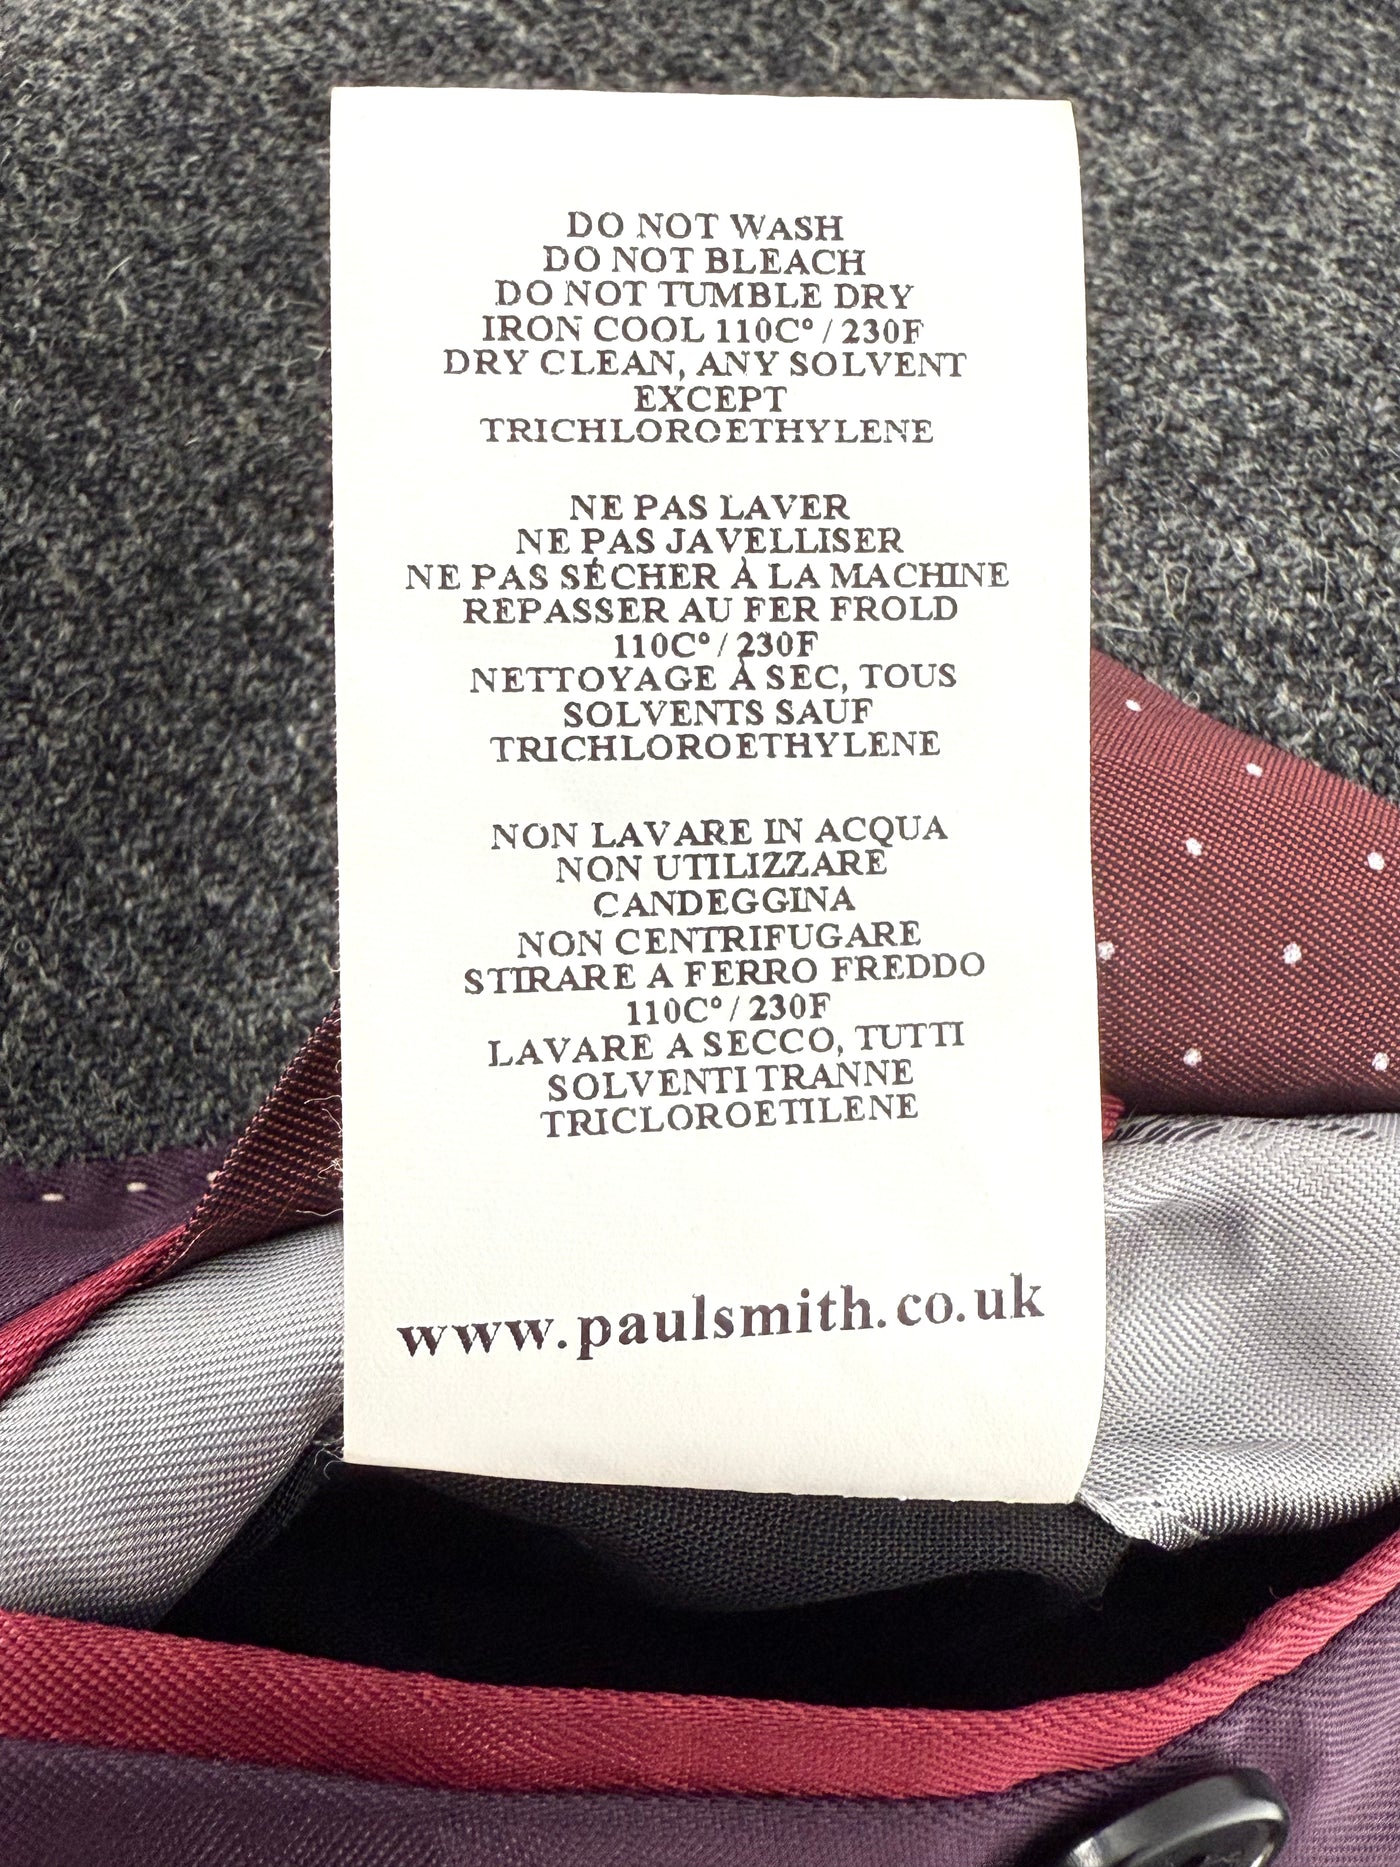 DO NOT WASH
DO NOT BLEACH
DO NOT TUMBLE DRY
IRON COOL 110C° / 230F
DRY CLEAN, ANY SOLVENT
EXCEPT
TRICHLOROETHYLENE
NE PAS LAVER
NE PAS JAVELLISER
NE PAS SÉCHER À LA MACHINE
REPASSER AU FER FROLD
110C° / 230F
NETTOYAGE À SEC, TOUS
SOLVENTS SAUF
TRICHLOROETHYLENE
NON LAVARE IN ACQUA
NON UTILIZZARE
CANDEGGINA
NON CENTRIFUGARE
STIRARE A FERRO FREDDO
110C° / 230F
LAVARE A SECCO, TUTTI
SOLVENTI TRANNE
TRICLOROETILENE
www.paulsmith.co.uk